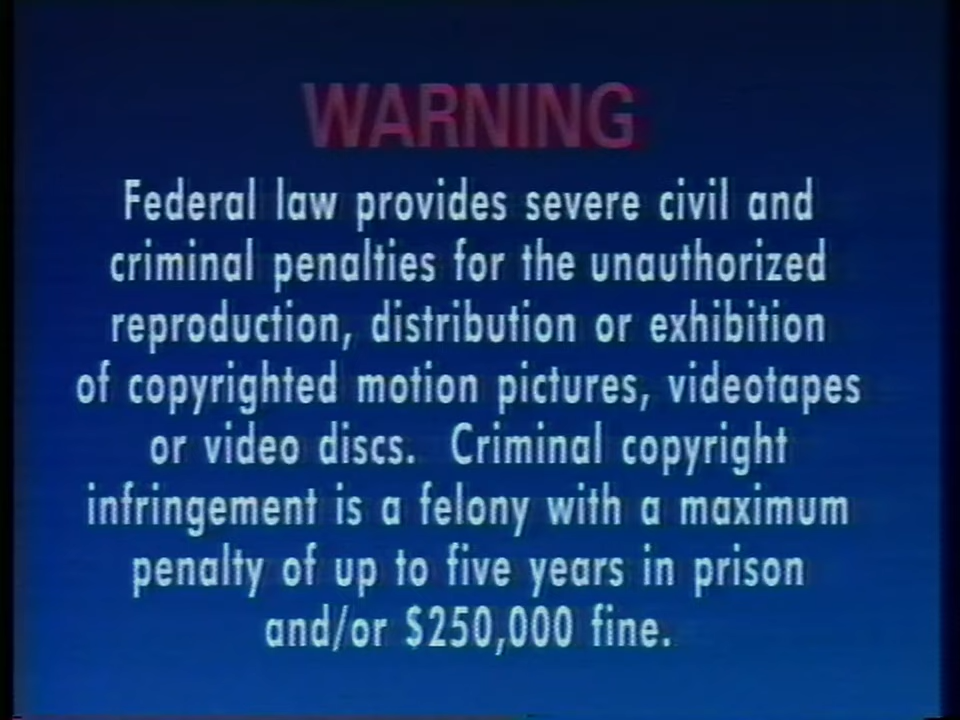 WARNING
Federal law provides severe civil and
criminal penalties for the unauthorized
reproduction, distribution or exhibition
of copyrighted motion pictures, videotapes
or video discs. Criminal copyright
infringement is a felony with a maximum
penalty of up to five years in prison
and/or $250,000 fine.